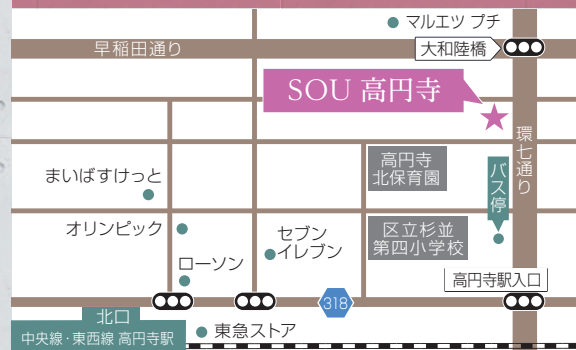 マルエツ プチ
早稲田通り
大和陸橋
SOU 高円寺
環七通り
高円寺
北保育園
バス停
まいばすけっと
オリンピック
区立杉並
第四小学校
セブン
イレブン
ローソン
高円寺駅入口
318
北口
中央線・東西線 高円寺駅
東急ストア